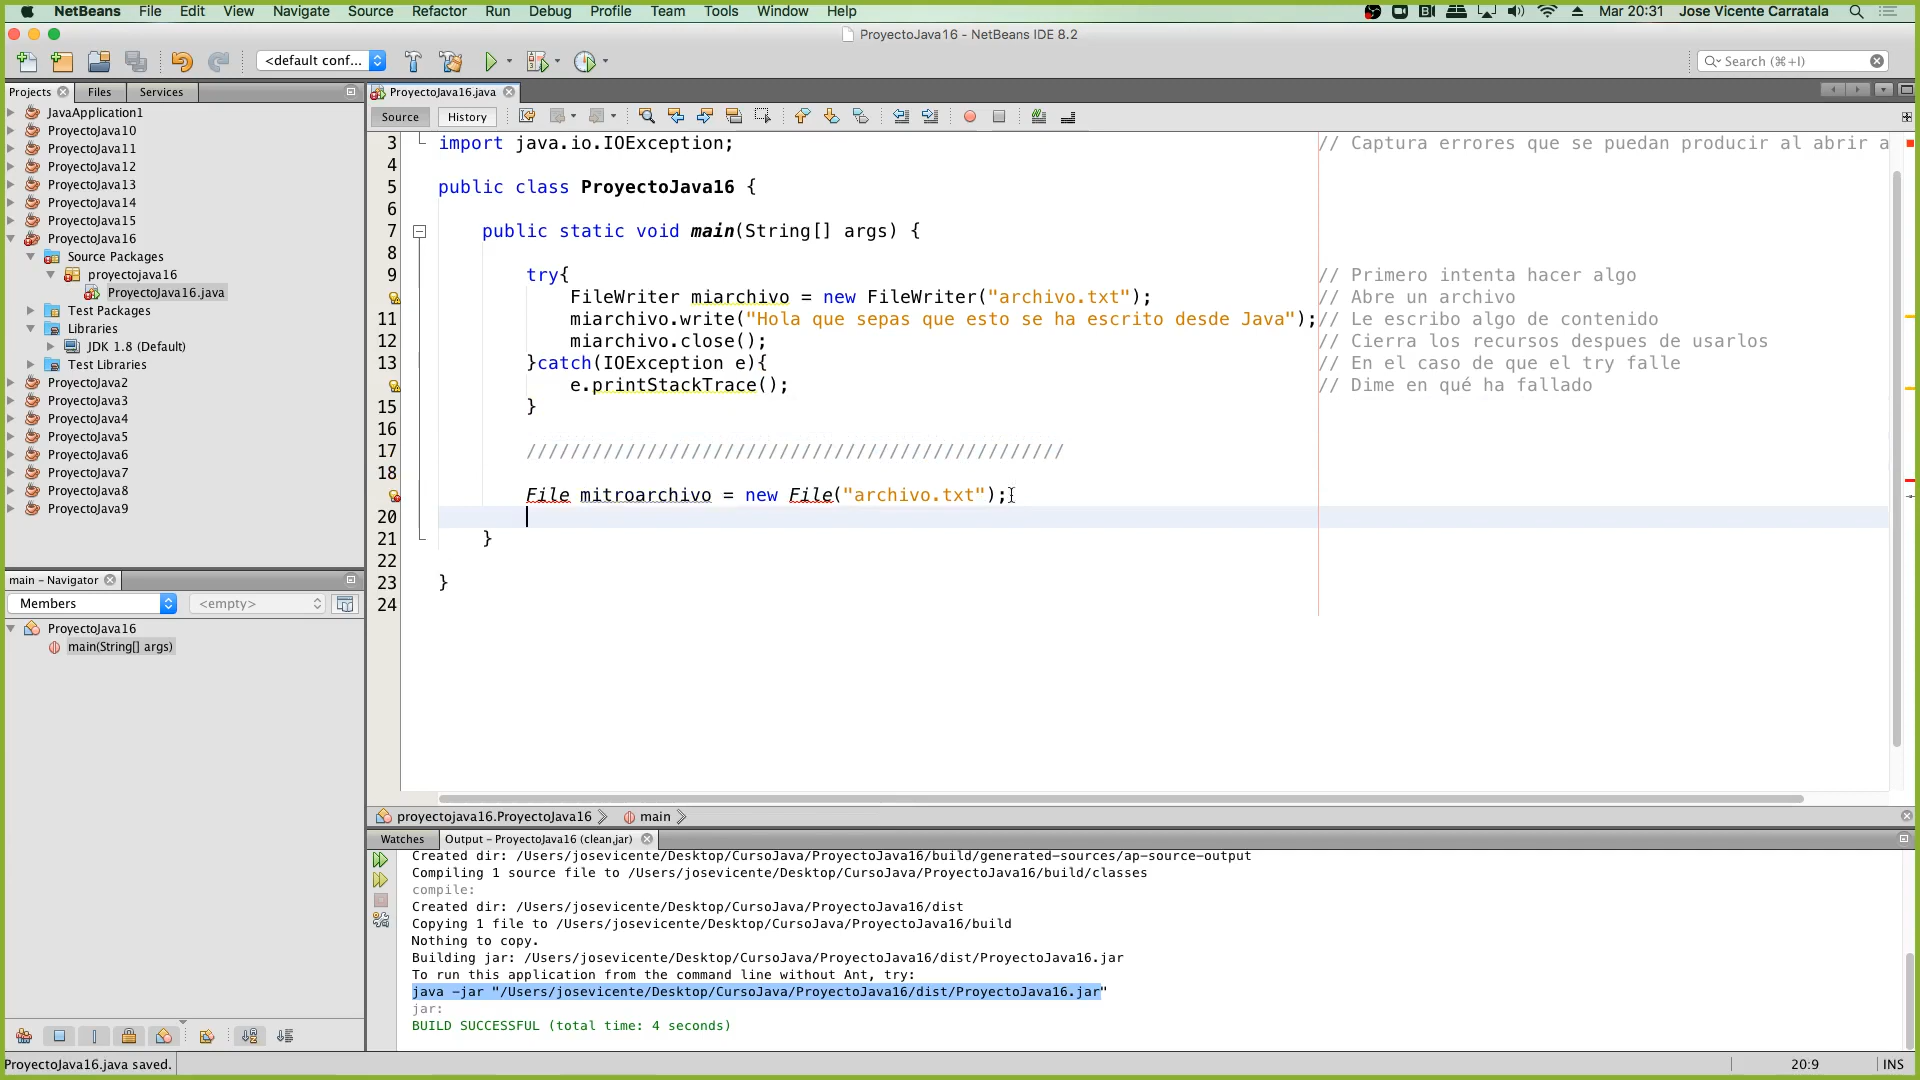 NetBeans File Edit View Navigate Source Refactor Run Debug Profile Team Tools Window Help Mar 20:31 Jose Vicente Carratala
ProyectoJava16 - NetBeans IDE 8.2
<default conf... Search (⌘+I)
Projects Files Services
JavaApplication1
ProyectoJava10
ProyectoJava11
ProyectoJava12
ProyectoJava13
ProyectoJava14
ProyectoJava15
ProyectoJava16
Source Packages
proyectojava16
ProyectoJava16.java
Test Packages
Libraries
JDK 1.8 (Default)
Test Libraries
ProyectoJava2
ProyectoJava3
ProyectoJava4
ProyectoJava5
ProyectoJava6
ProyectoJava7
ProyectoJava8
ProyectoJava9
main - Navigator
Members <empty>
ProyectoJava16
main(String[] args)
ProyectoJava16.java
Source History
3 import java.io.IOException; // Captura errores que se puedan producir al abrir a
4
5 public class ProyectoJava16 {
6
7 public static void main(String[] args) {
8
9 try{ // Primero intenta hacer algo
FileWriter miarchivo = new FileWriter("archivo.txt"); // Abre un archivo
11 miarchivo.write("Hola que sepas que esto se ha escrito desde Java"); // Le escribo algo de contenido
12 miarchivo.close(); // Cierra los recursos despues de usarlos
13 }catch(IOException e){ // En el caso de que el try falle
e.printStackTrace(); // Dime en qué ha fallado
15 }
16
17 /////////////////////////////////////////////////
18
File mitroarchivo = new File("archivo.txt");
20
21 }
22
23 }
24
proyectojava16.ProyectoJava16 main
Watches Output - ProyectoJava16 (clean,jar)
Created dir: /Users/josevicente/Desktop/CursoJava/ProyectoJava16/build/generated-sources/ap-source-output
Compiling 1 source file to /Users/josevicente/Desktop/CursoJava/ProyectoJava16/build/classes
compile:
Created dir: /Users/josevicente/Desktop/CursoJava/ProyectoJava16/dist
Copying 1 file to /Users/josevicente/Desktop/CursoJava/ProyectoJava16/build
Nothing to copy.
Building jar: /Users/josevicente/Desktop/CursoJava/ProyectoJava16/dist/ProyectoJava16.jar
To run this application from the command line without Ant, try:
java -jar "/Users/josevicente/Desktop/CursoJava/ProyectoJava16/dist/ProyectoJava16.jar"
jar:
BUILD SUCCESSFUL (total time: 4 seconds)
ProyectoJava16.java saved. 20:9 INS